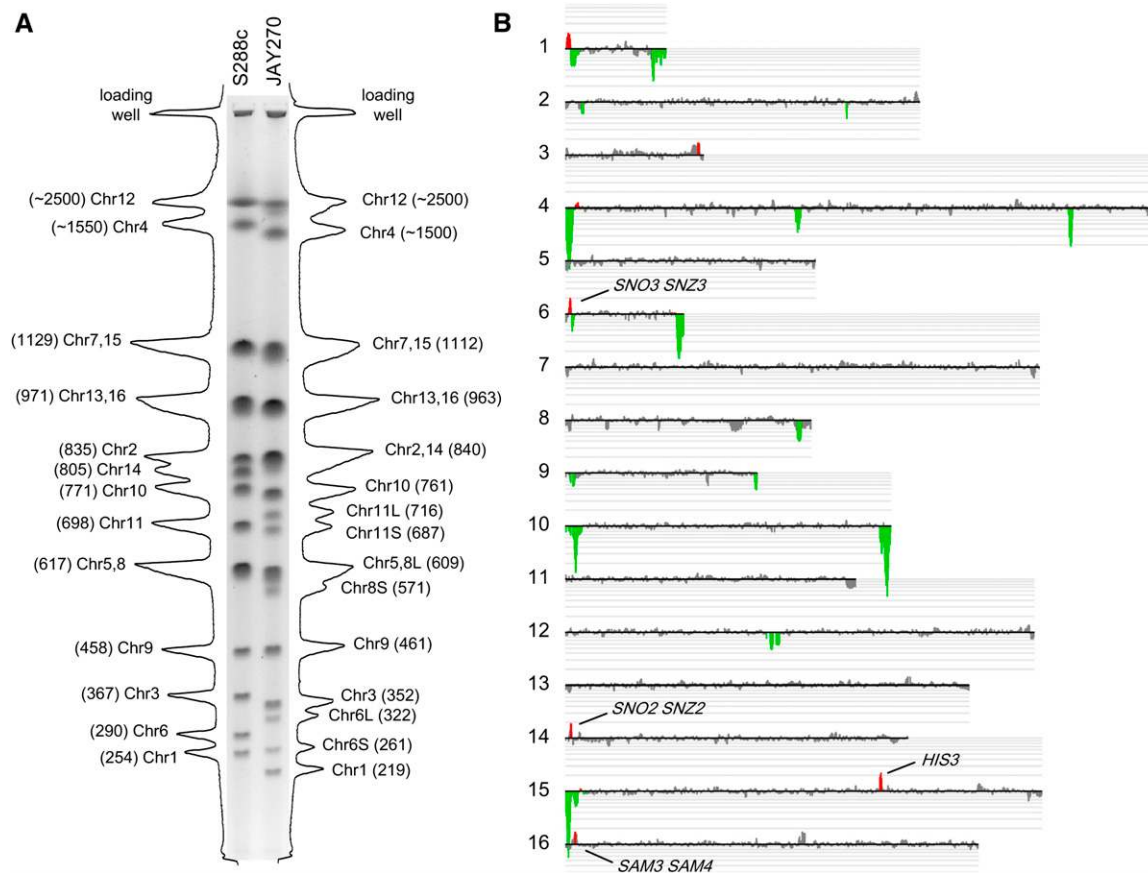 A
S288c
JAY270
loading well
loading well
(~2500) Chr12
Chr12 (~2500)
(~1550) Chr4
Chr4 (~1500)
(1129) Chr7,15
Chr7,15 (1112)
(971) Chr13,16
Chr13,16 (963)
(835) Chr2
Chr2,14 (840)
(805) Chr14
(771) Chr10
Chr10 (761)
Chr11L (716)
(698) Chr11
Chr11S (687)
(617) Chr5,8
Chr5,8L (609)
Chr8S (571)
(458) Chr9
Chr9 (461)
(367) Chr3
Chr3 (352)
Chr6L (322)
(290) Chr6
Chr6S (261)
(254) Chr1
Chr1 (219)
B
1
2
3
4
5
SNO3 SNZ3
6
7
8
9
10
11
12
13
SNO2 SNZ2
14
HIS3
15
16
SAM3 SAM4